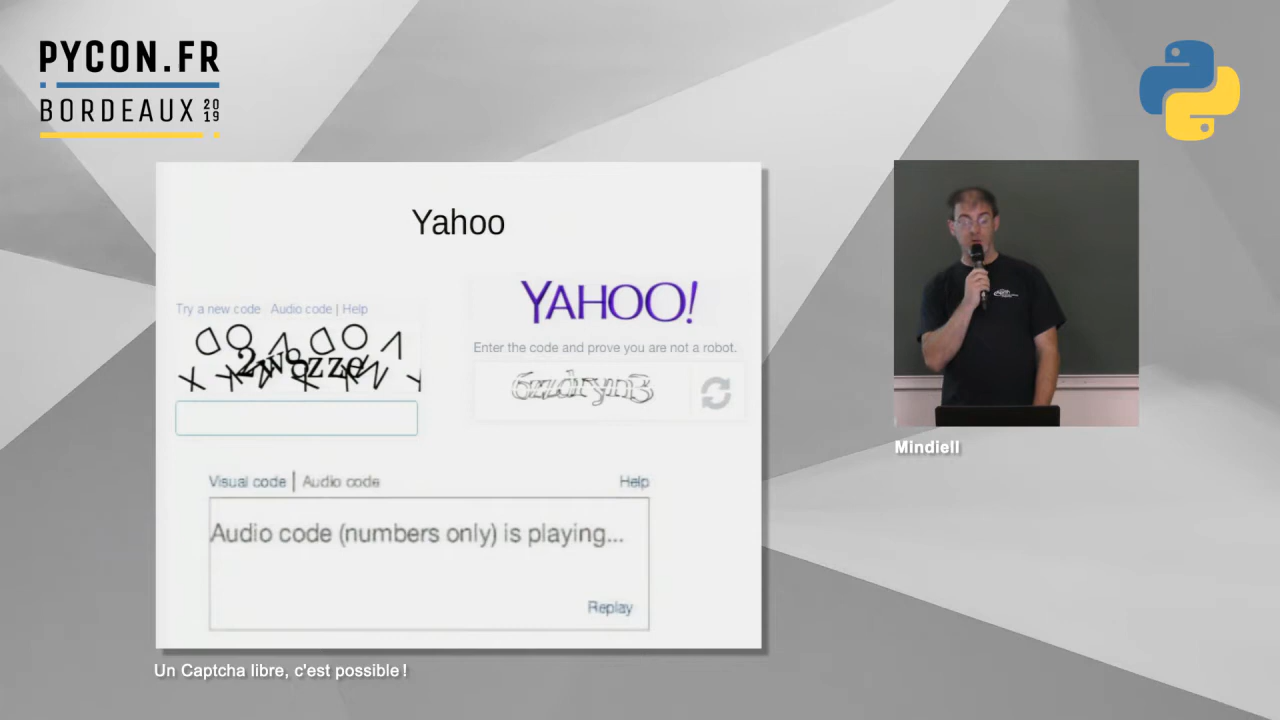 PYCON.FR
BORDEAUX 2019
Yahoo
Try a new code Audio code | Help
2wgzze
YAHOO!
Enter the code and prove you are not a robot.
Visual code | Audio code Help
Audio code (numbers only) is playing...
Replay
Mindiell
Un Captcha libre, c'est possible !